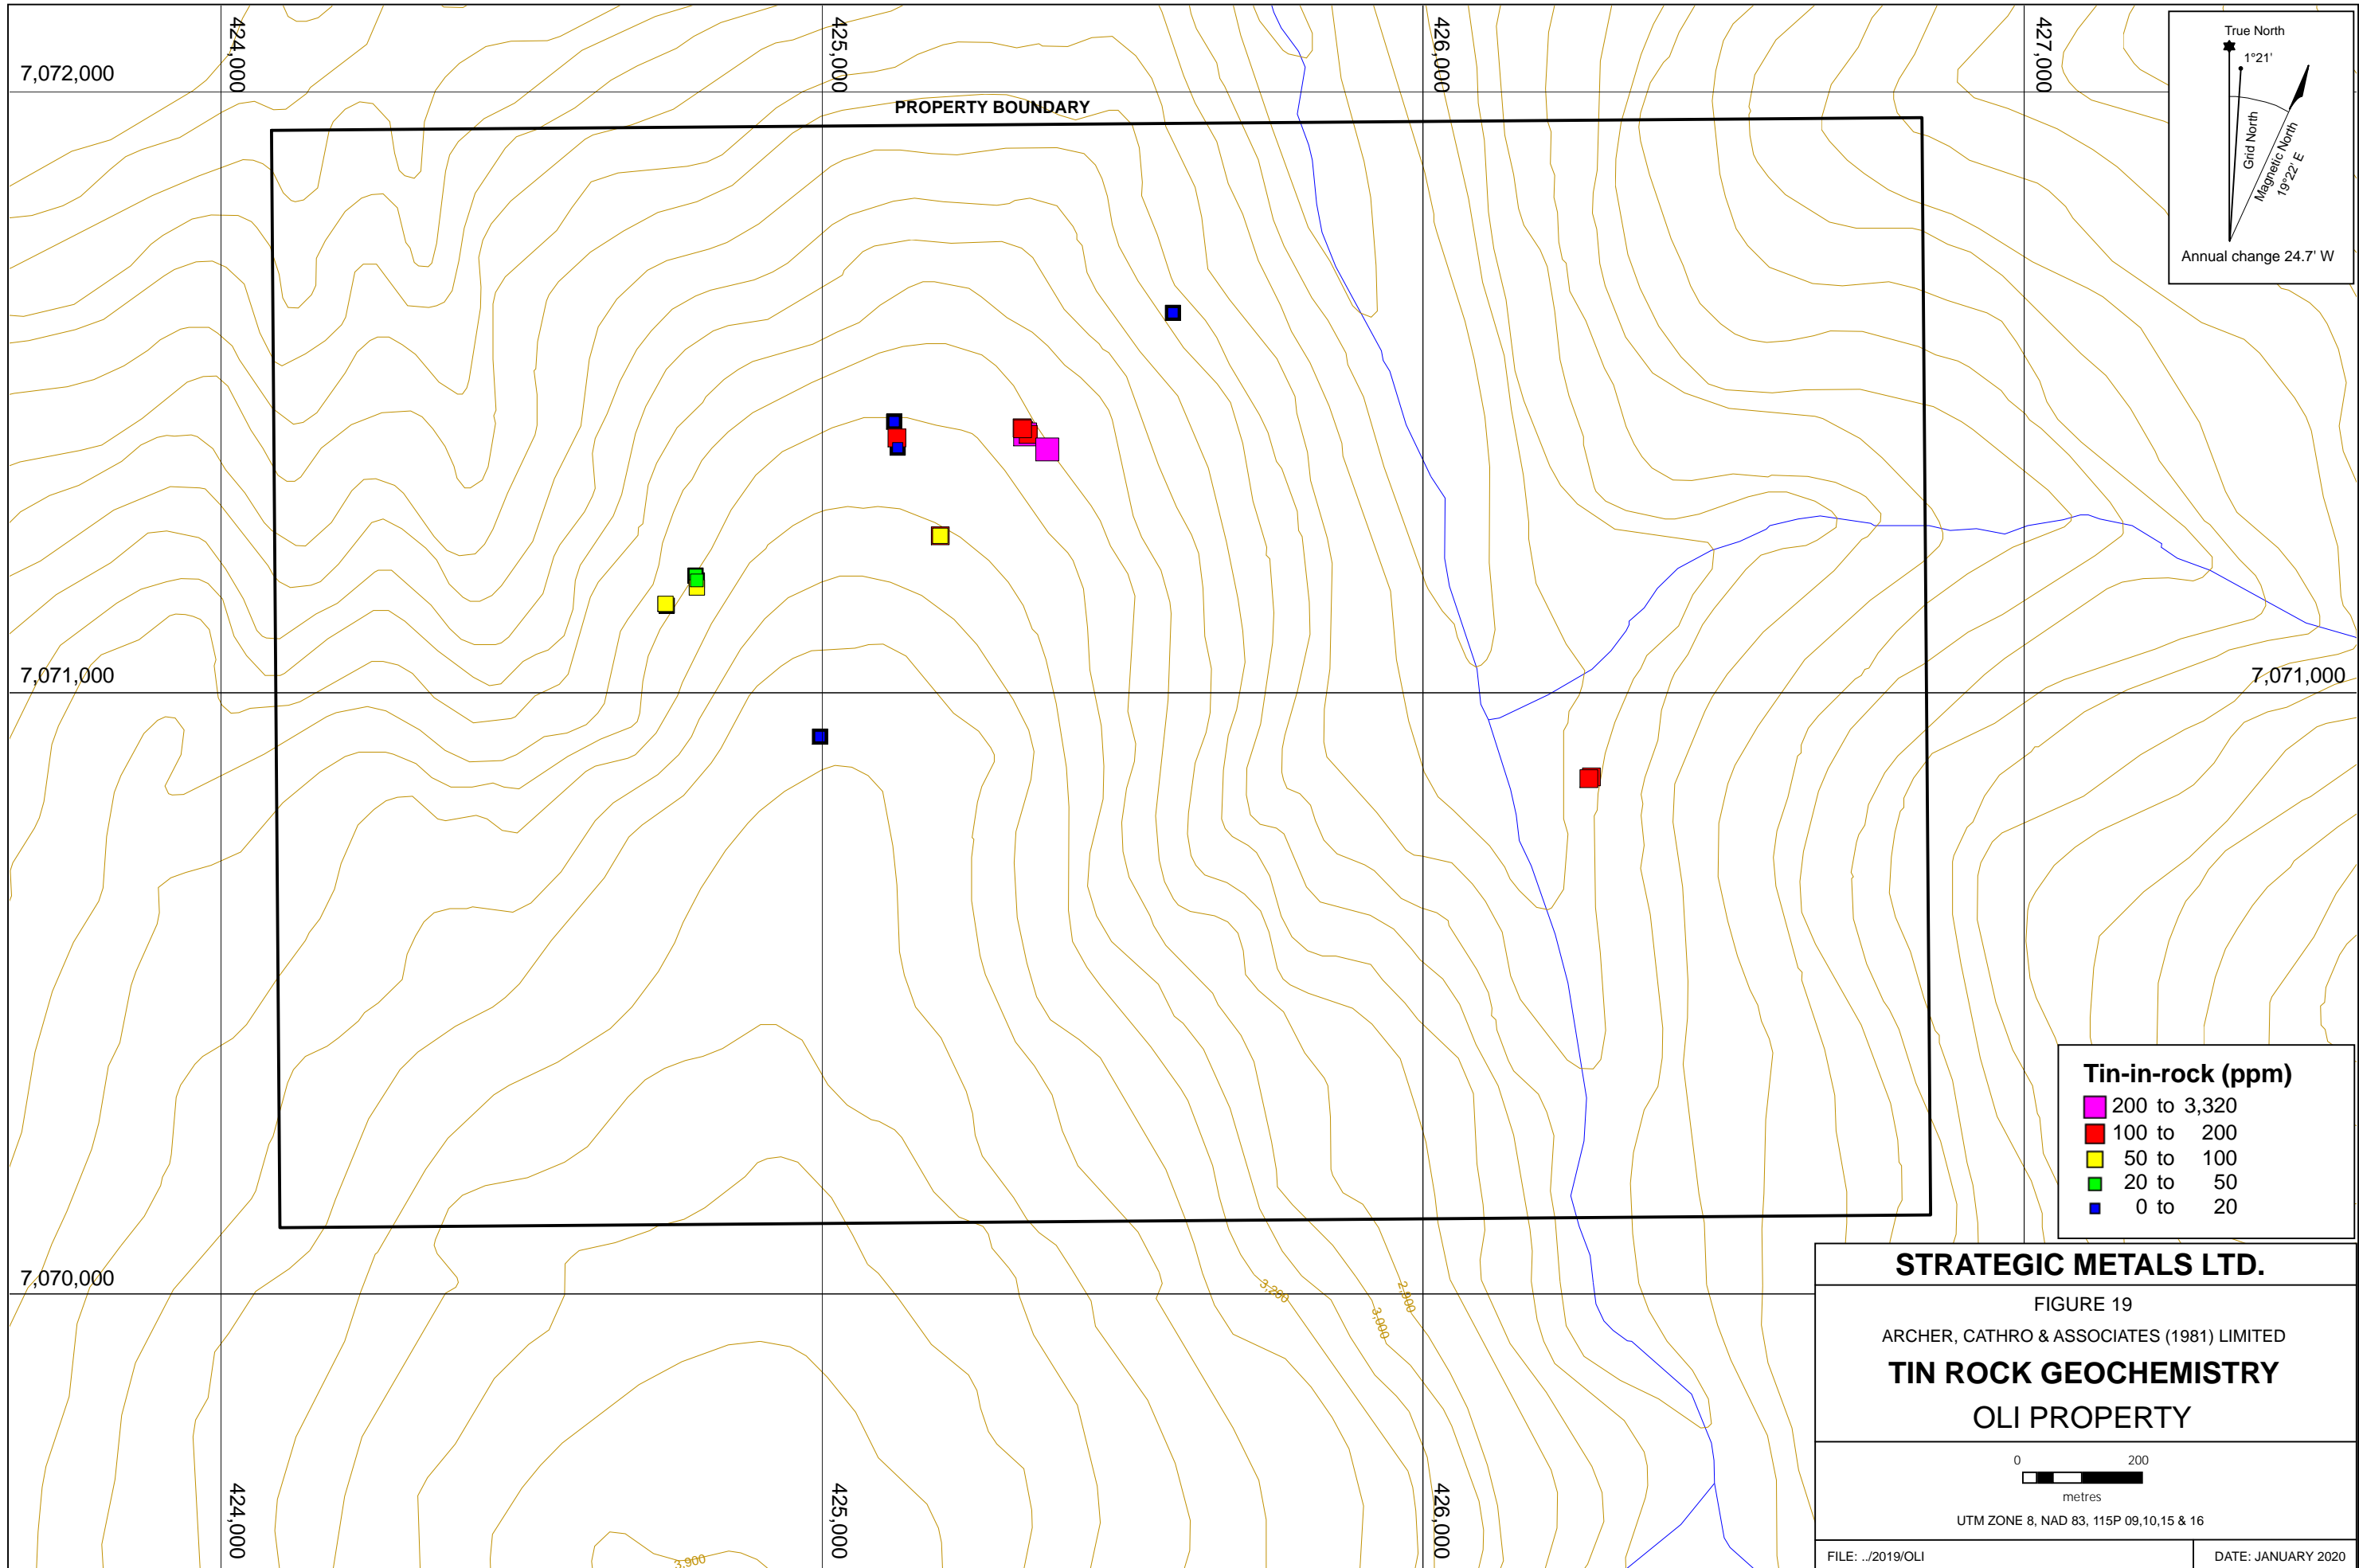 424,000
425,000
426,000
427,000
7,072,000
PROPERTY BOUNDARY
True North
1°21'
Grid North
Magnetic North
19°22' E
Annual change 24.7' W
7,071,000
7,071,000
Tin-in-rock (ppm)
200 to 3,320
100 to 200
50 to 100
20 to 50
0 to 20
7,070,000
3,200
3,000
2,900
3,900
424,000
425,000
426,000
STRATEGIC METALS LTD.
FIGURE 19
ARCHER, CATHRO & ASSOCIATES (1981) LIMITED
TIN ROCK GEOCHEMISTRY
OLI PROPERTY
0 200
metres
UTM ZONE 8, NAD 83, 115P 09,10,15 & 16
FILE: ../2019/OLI DATE: JANUARY 2020